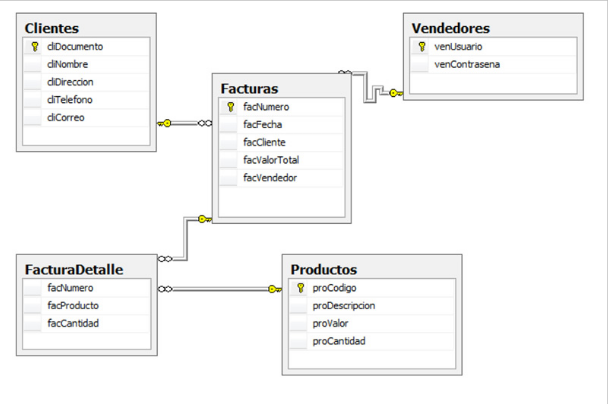 Clientes
cliDocumento
cliNombre
cliDireccion
cliTelefono
cliCorreo
Vendedores
venUsuario
venContrasena
Facturas
facNumero
facFecha
facCliente
facValorTotal
facVendedor
FacturaDetalle
facNumero
facProducto
facCantidad
Productos
proCodigo
proDescripcion
proValor
proCantidad